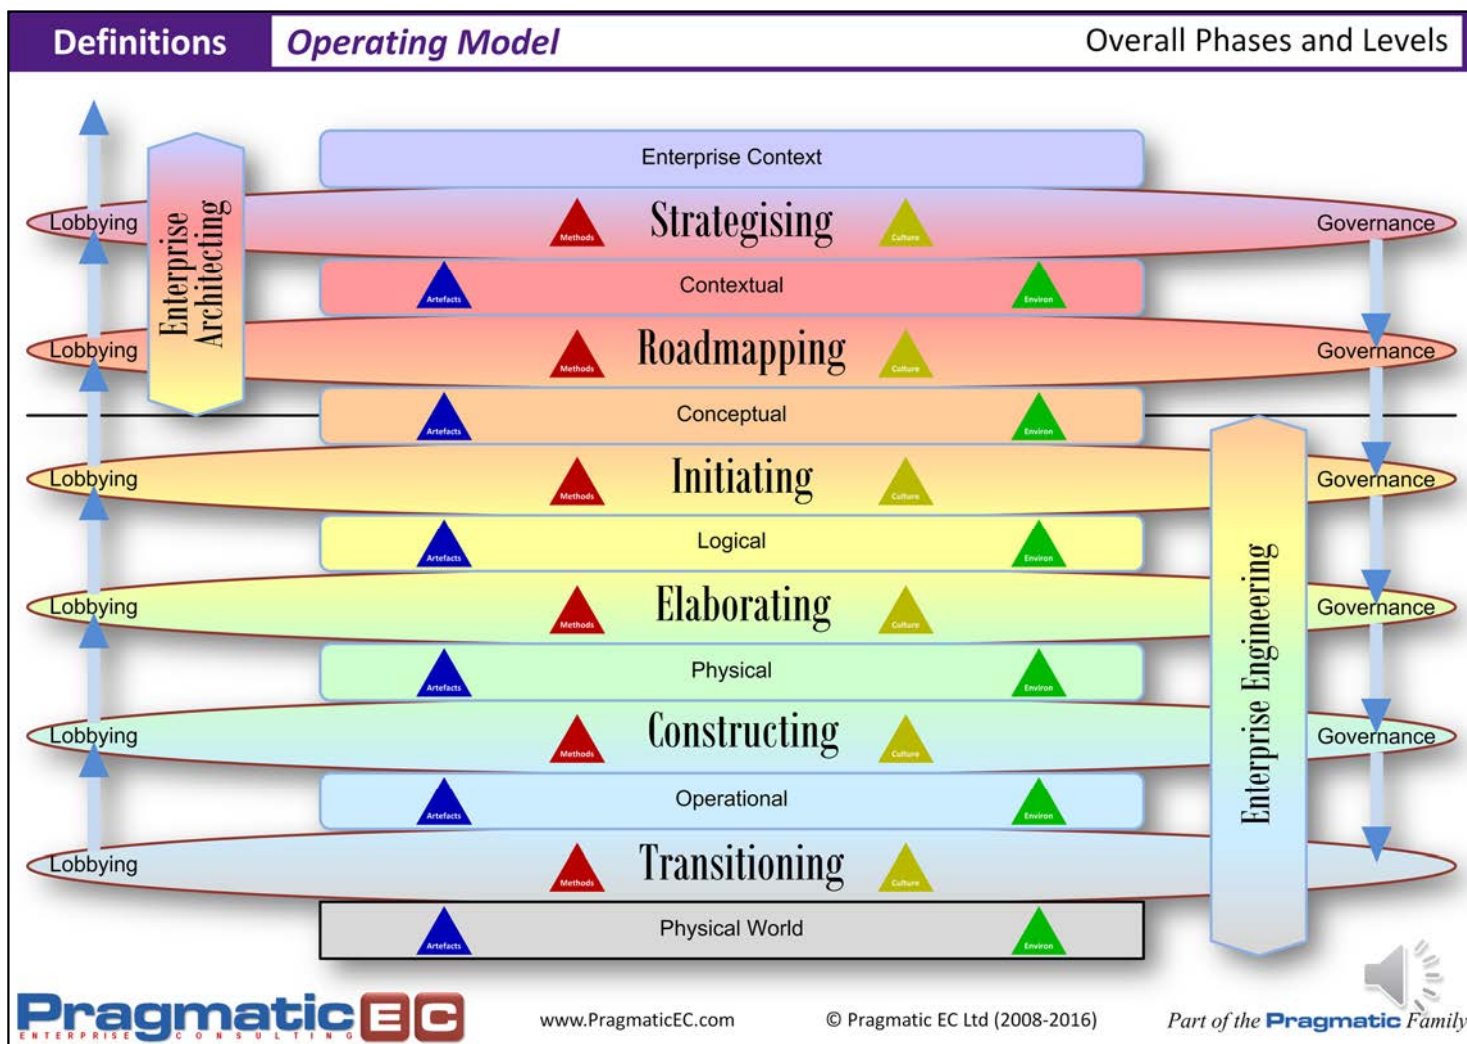 Definitions
Operating Model
Overall Phases and Levels
Enterprise Context
Enterprise
Architecting
Lobbying
Methods
Strategising
Culture
Governance
Artefacts
Contextual
Environ
Lobbying
Methods
Roadmapping
Culture
Governance
Artefacts
Conceptual
Environ
Lobbying
Methods
Initiating
Culture
Governance
Artefacts
Logical
Environ
Enterprise Engineering
Lobbying
Methods
Elaborating
Culture
Governance
Artefacts
Physical
Environ
Lobbying
Methods
Constructing
Culture
Governance
Artefacts
Operational
Environ
Lobbying
Methods
Transitioning
Culture
Artefacts
Physical World
Environ
Pragmatic EC
ENTERPRISE CONSULTING
www.PragmaticEC.com
© Pragmatic EC Ltd (2008-2016)
Part of the Pragmatic Family